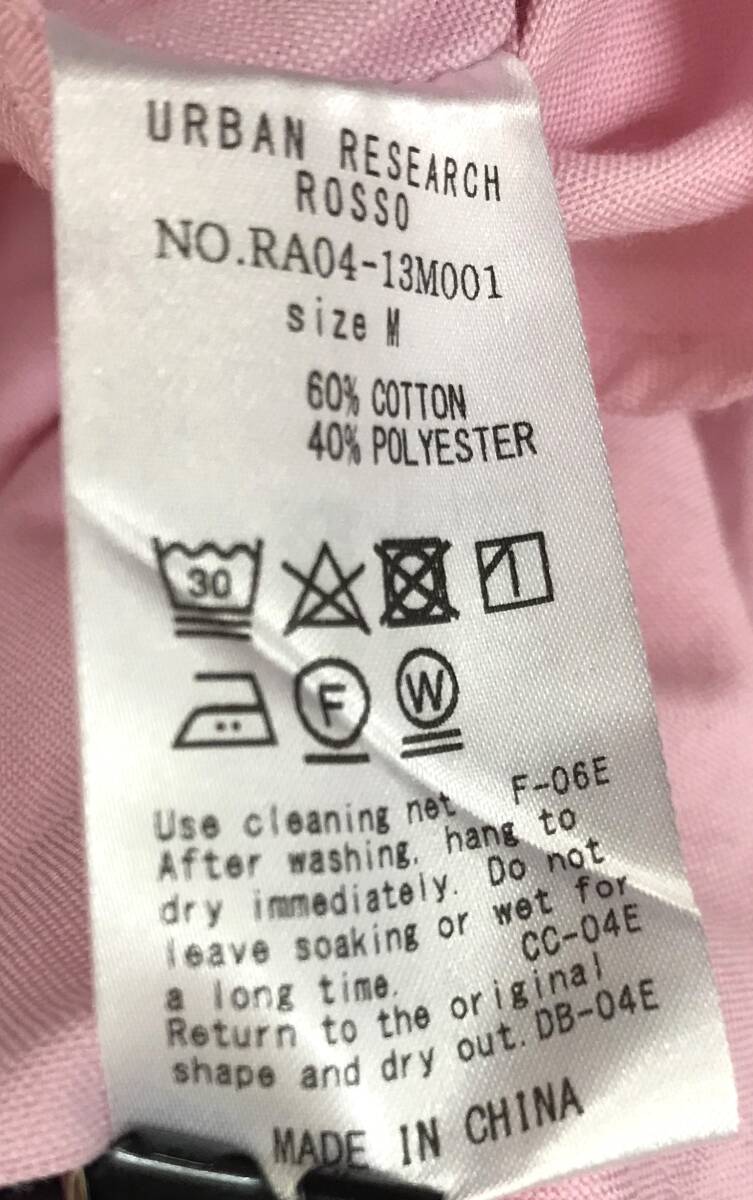 URBAN RESEARCH
ROSSO
NO.RA04-13M001
size M
60% COTTON
40% POLYESTER
30
F W
Use cleaning net F-06E
After washing, hang to
dry immediately. Do not
leave soaking or wet for
a long time. CC-04E
Return to the original
shape and dry out. DB-04E
MADE IN CHINA